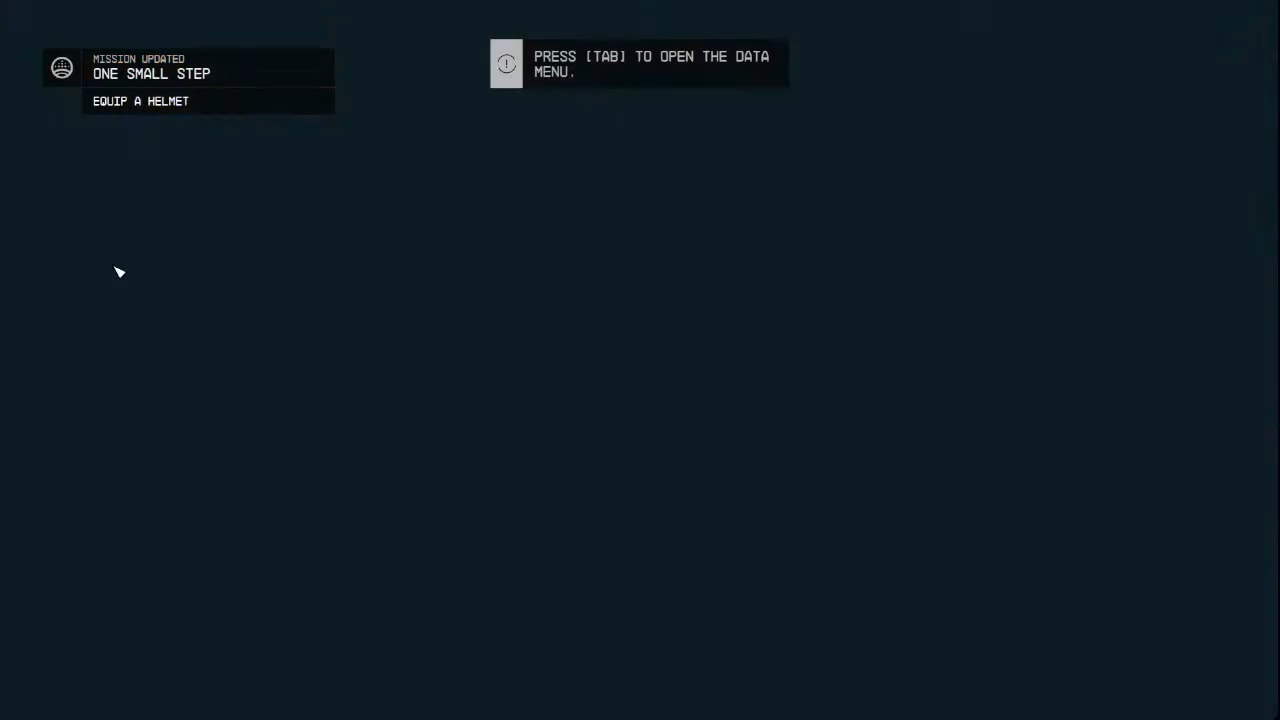 MISSION UPDATED
ONE SMALL STEP
EQUIP A HELMET
PRESS [TAB] TO OPEN THE DATA
MENU.